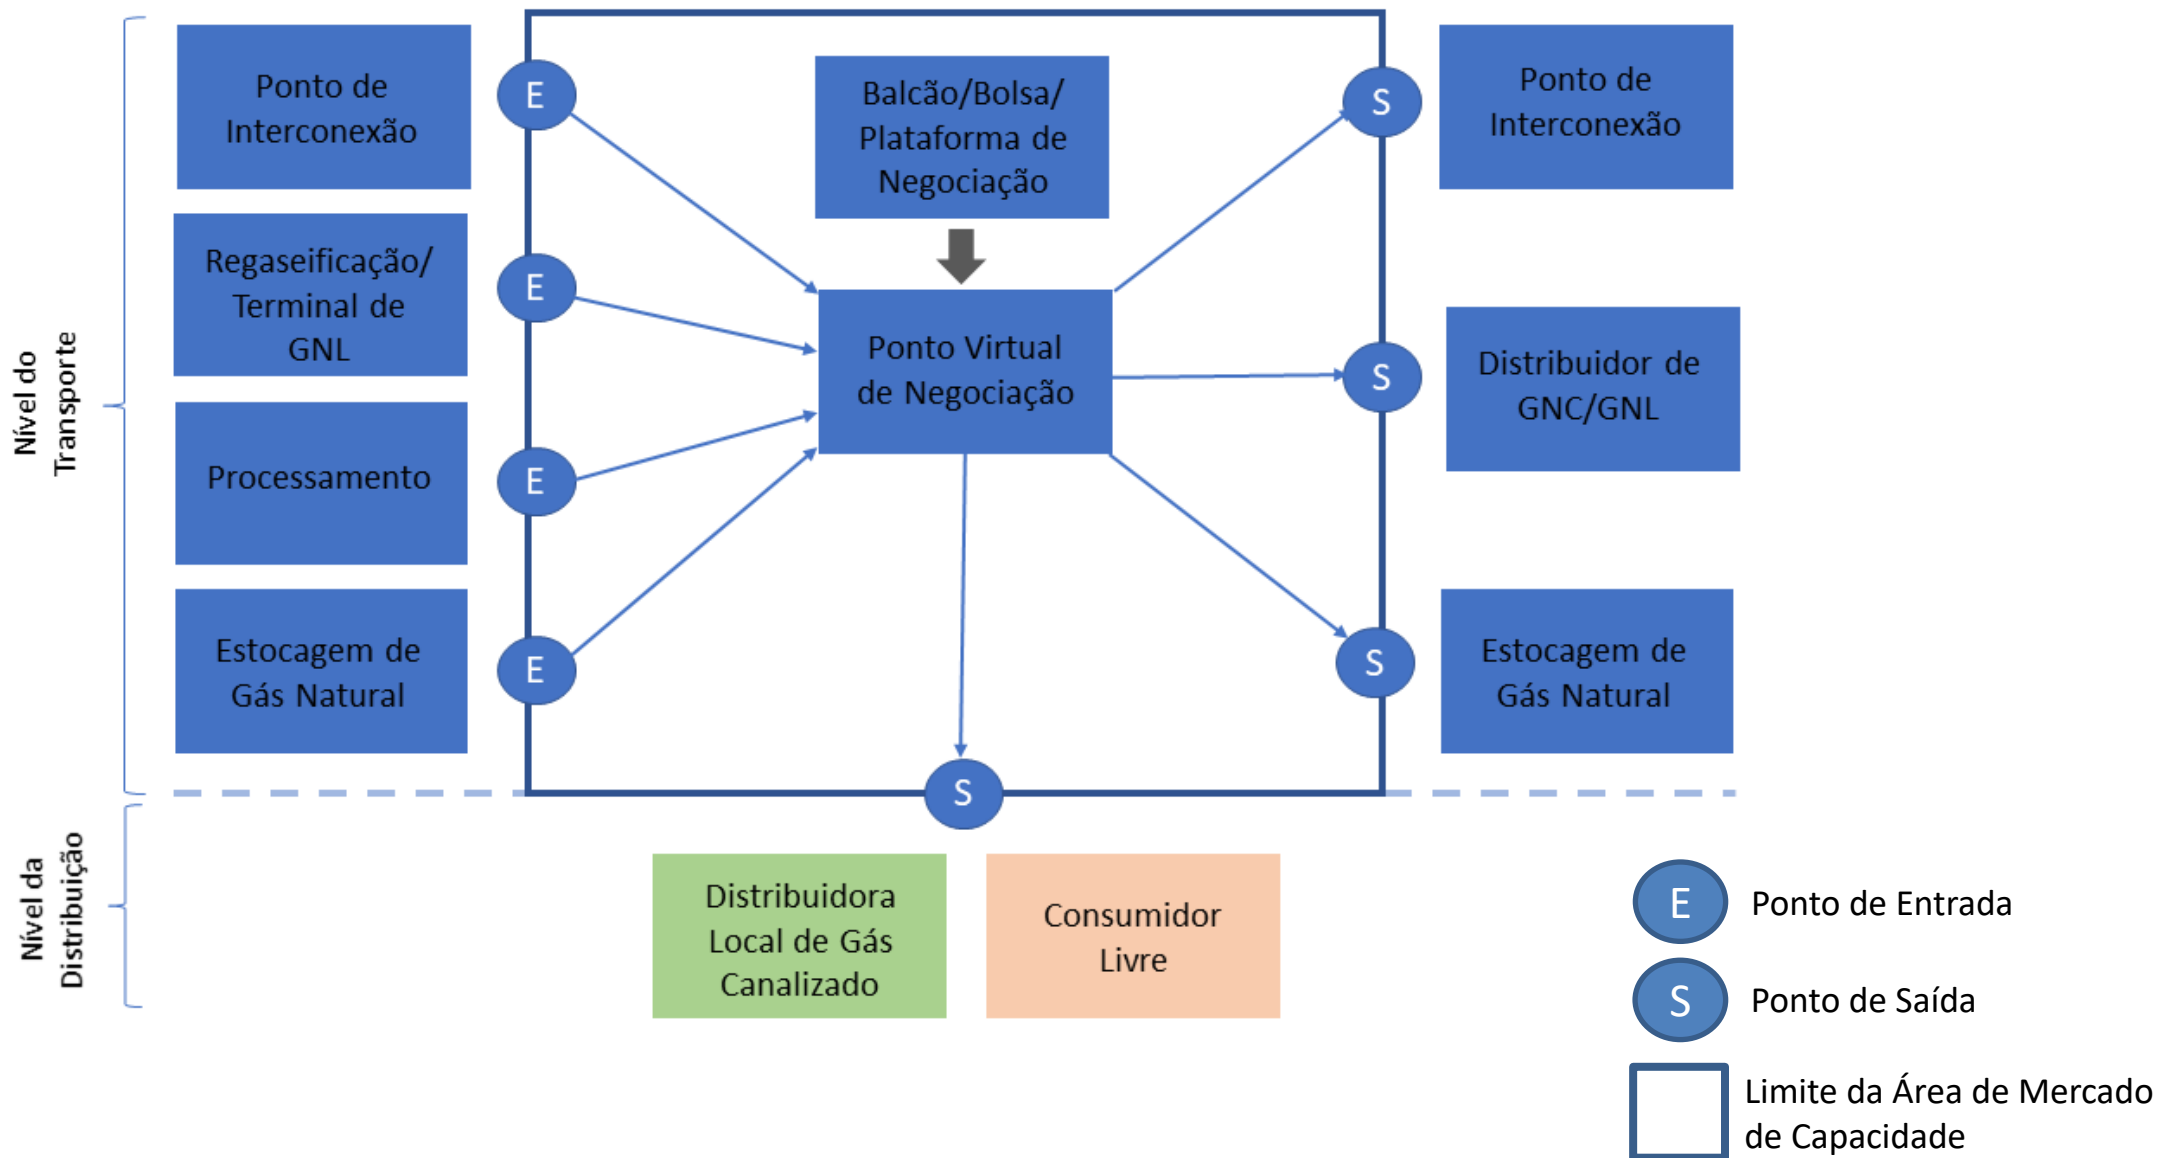 Nível do
Transporte
Ponto de
Interconexão
Regaseificação/
Terminal de
GNL
Processamento
Estocagem de
Gás Natural
E
E
E
E
Balcão/Bolsa/
Plataforma de
Negociação
Ponto Virtual
de Negociação
S
S
S
S
Ponto de
Interconexão
Distribuidor de
GNC/GNL
Estocagem de
Gás Natural
Nível da
Distribuição
Distribuidora
Local de Gás
Canalizado
Consumidor
Livre
E
Ponto de Entrada
S
Ponto de Saída
Limite da Área de Mercado
de Capacidade